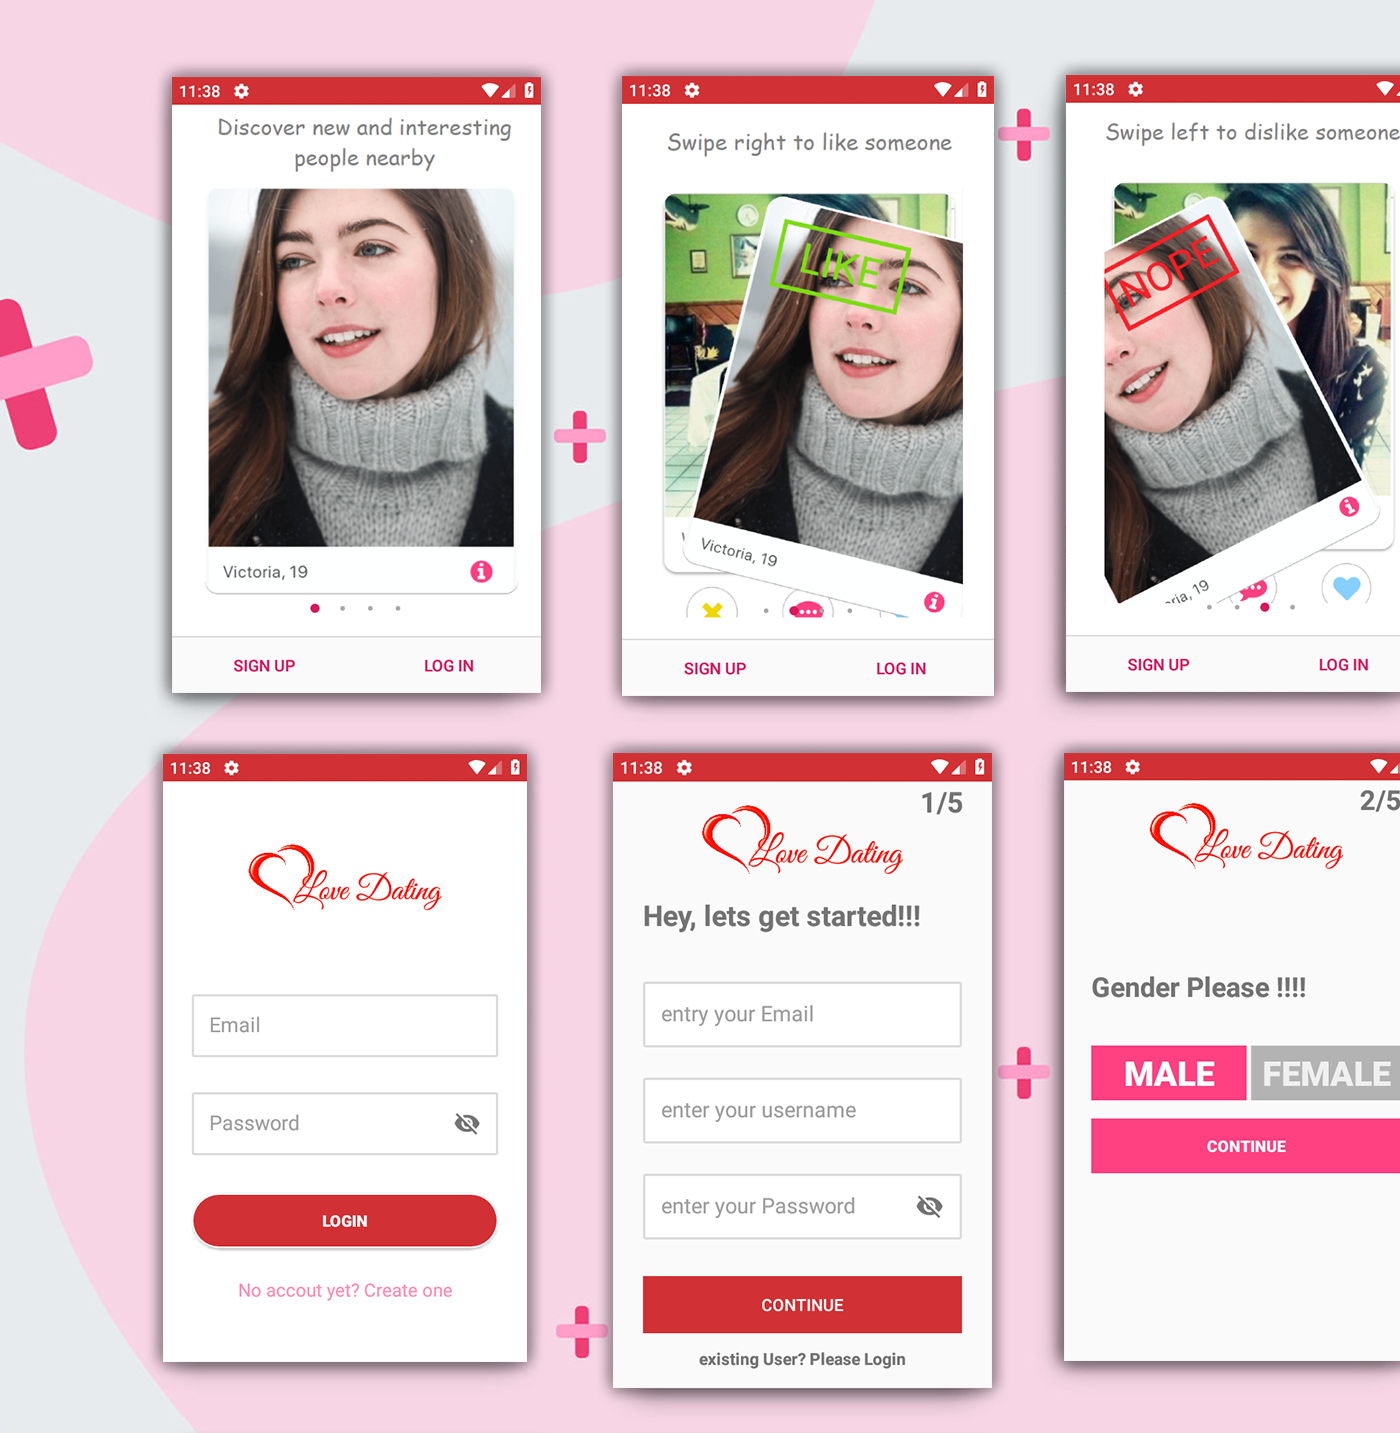 11:38
Discover new and interesting
people nearby
Victoria, 19
SIGN UP
LOG IN
11:38
Swipe right to like someone
LIKE
Victoria, 19
SIGN UP
LOG IN
11:38
Swipe left to dislike someone
NOPE
ria, 19
SIGN UP
LOG IN
11:38
Love Dating
Email
Password
LOGIN
No accout yet? Create one
11:38
1/5
Love Dating
Hey, lets get started!!!
entry your Email
enter your username
enter your Password
CONTINUE
existing User? Please Login
11:38
2/5
Love Dating
Gender Please !!!!
MALE
FEMALE
CONTINUE